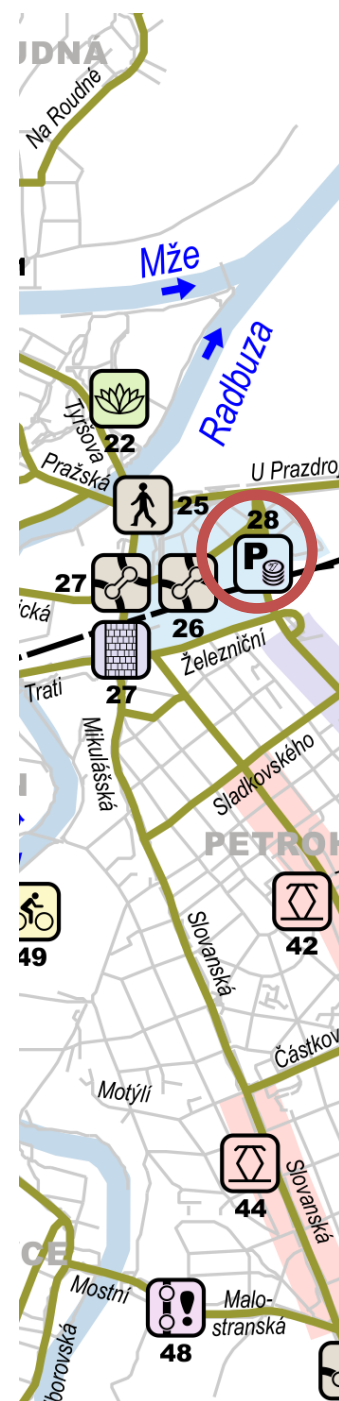 UDNÁ
Na Roudné
Mže
Radbuza
Tyršova
22
Pražská
25
U Prazdroj
28
P
27
26
ická
Železniční
27
Trati
Mikulášská
Sladkovského
PETROH
42
49
Slovanská
Částkov
Motýlí
44
Slovanská
CE
Mostní
Malo-
stranská
48
borovská